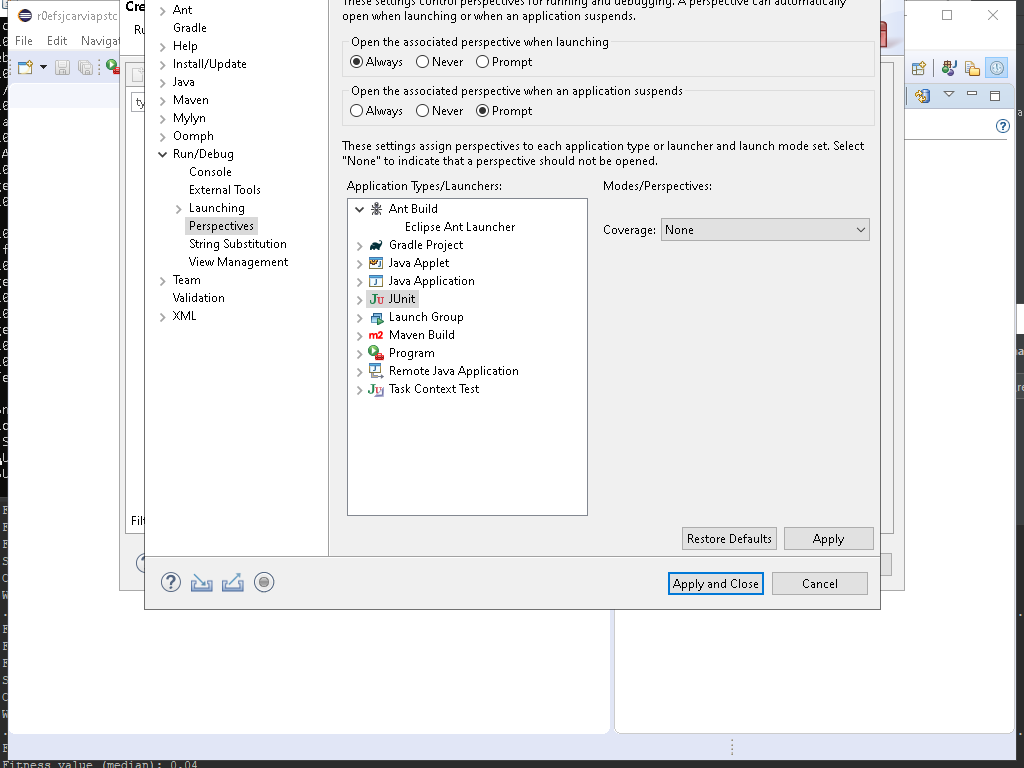 r0efsjcarviapstc
File Edit Navigat
Cre
Ru
These settings control perspectives for running and debugging. A perspective can automatically
open when launching or when an application suspends.
Ant
Gradle
Help
Install/Update
Java
Maven
Mylyn
Oomph
Run/Debug
Console
External Tools
Launching
Perspectives
String Substitution
View Management
Team
Validation
XML
Open the associated perspective when launching
Always Never Prompt
Open the associated perspective when an application suspends
Always Never Prompt
These settings assign perspectives to each application type or launcher and launch mode set. Select
"None" to indicate that a perspective should not be opened.
Application Types/Launchers:
Modes/Perspectives:
Ant Build
Eclipse Ant Launcher
Gradle Project
Java Applet
Java Application
JUnit
Launch Group
Maven Build
Program
Remote Java Application
Task Context Test
Coverage: None
ty
Filt
Restore Defaults Apply
Apply and Close Cancel
Fitness value (median): 0.04